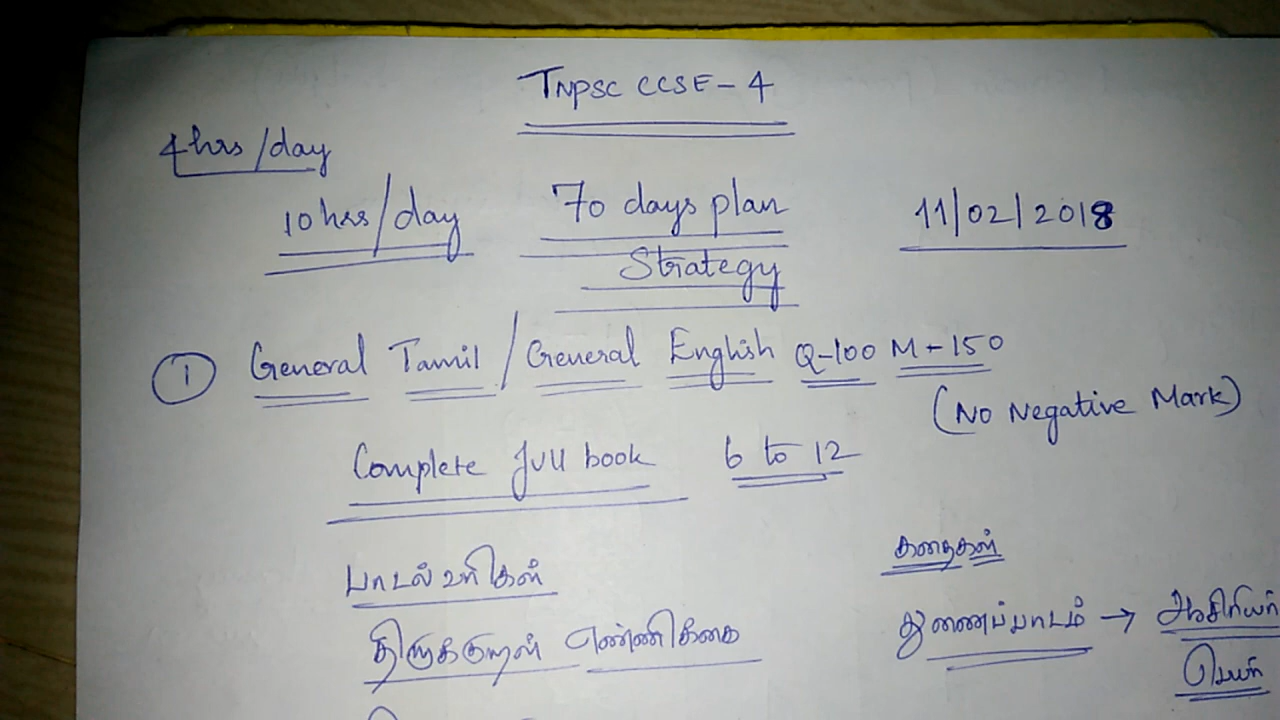 TNPSC CCSE-4
4hrs/day
10hrs/day 70 days plan 11/02/2018
Strategy
1 General Tamil / General English Q-100 M-150
(No Negative Mark)
Complete full book 6 to 12
கதைகள்
பாடல் வரிகள்
துணைப்பாடம் → ஆசிரியர்
திருக்குறள் எண்ணிக்கை
பெயர்